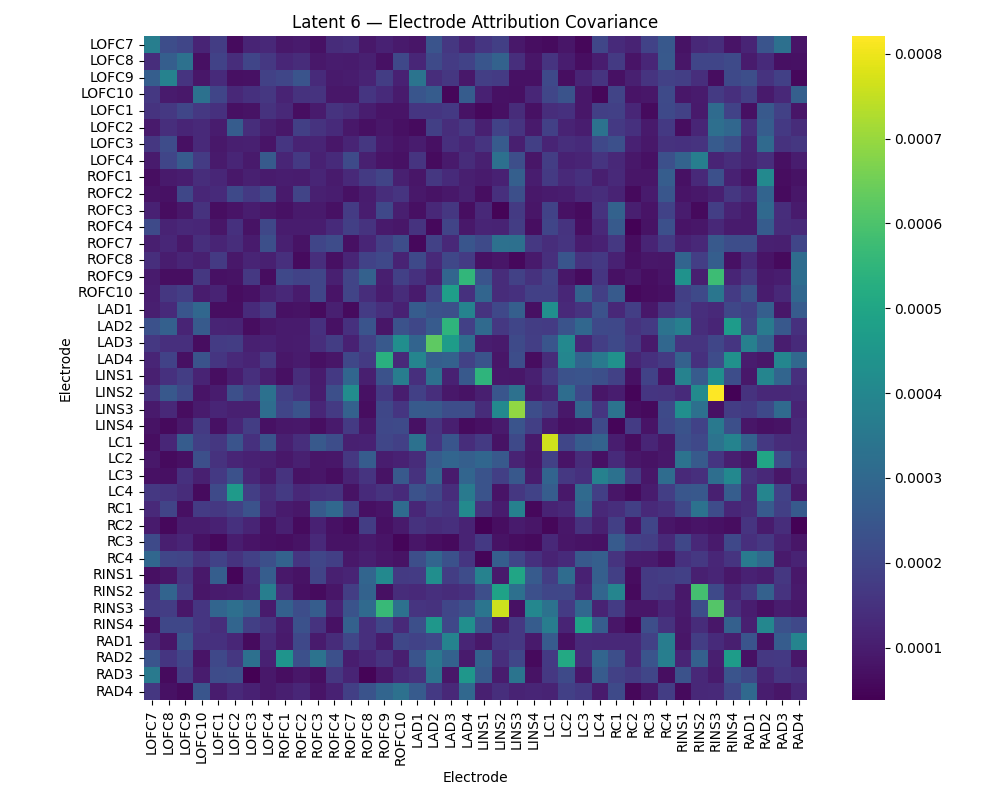 Latent 6 — Electrode Attribution Covariance
LOFC7
LOFC8
LOFC9
LOFC10
LOFC1
LOFC2
LOFC3
LOFC4
ROFC1
ROFC2
ROFC3
ROFC4
ROFC7
ROFC8
ROFC9
ROFC10
LAD1
LAD2
LAD3
LAD4
LINS1
LINS2
LINS3
LINS4
LC1
LC2
LC3
LC4
RC1
RC2
RC3
RC4
RINS1
RINS2
RINS3
RINS4
RAD1
RAD2
RAD3
RAD4
Electrode
LOFC7
LOFC8
LOFC9
LOFC10
LOFC1
LOFC2
LOFC3
LOFC4
ROFC1
ROFC2
ROFC3
ROFC4
ROFC7
ROFC8
ROFC9
ROFC10
LAD1
LAD2
LAD3
LAD4
LINS1
LINS2
LINS3
LINS4
LC1
LC2
LC3
LC4
RC1
RC2
RC3
RC4
RINS1
RINS2
RINS3
RINS4
RAD1
RAD2
RAD3
RAD4
Electrode
0.0008
0.0007
0.0006
0.0005
0.0004
0.0003
0.0002
0.0001